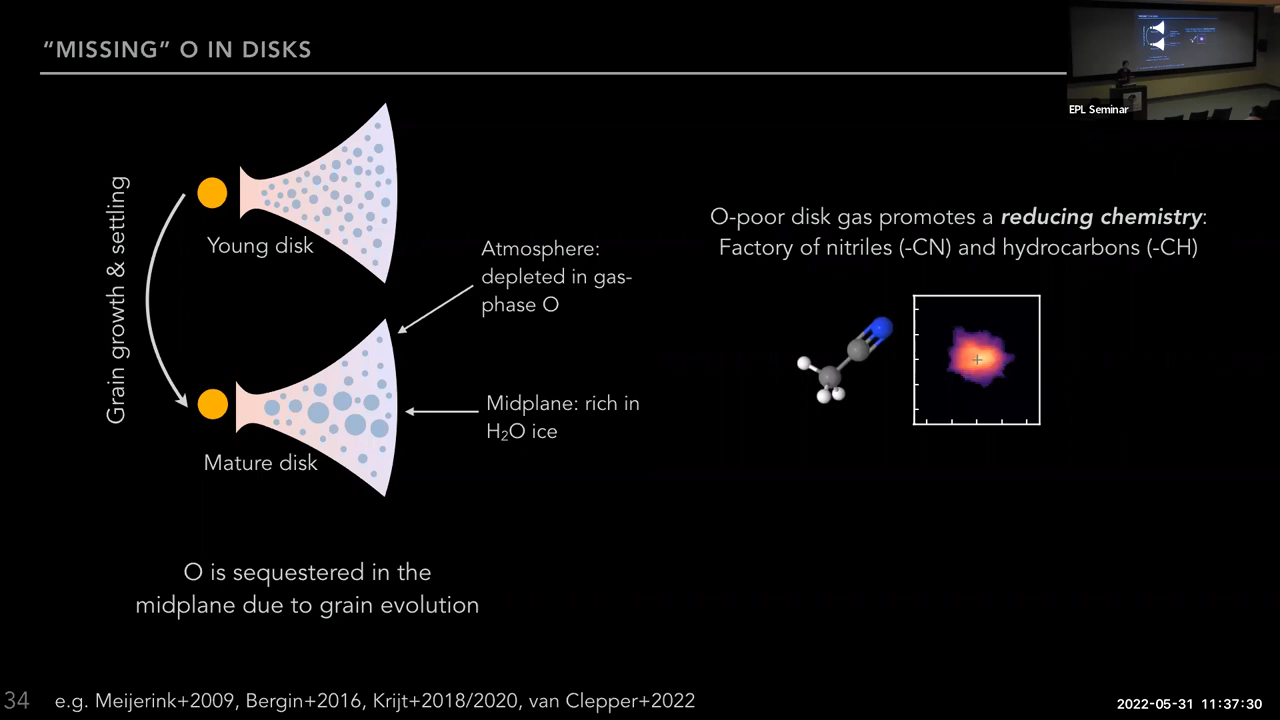 “MISSING” O IN DISKS
EPL Seminar
Grain growth & settling
Young disk
Atmosphere:
depleted in gas-
phase O
Midplane: rich in
H₂O ice
Mature disk
O is sequestered in the
midplane due to grain evolution
O-poor disk gas promotes a reducing chemistry:
Factory of nitriles (-CN) and hydrocarbons (-CH)
34
e.g. Meijerink+2009, Bergin+2016, Krijt+2018/2020, van Clepper+2022
2022-05-31 11:37:30